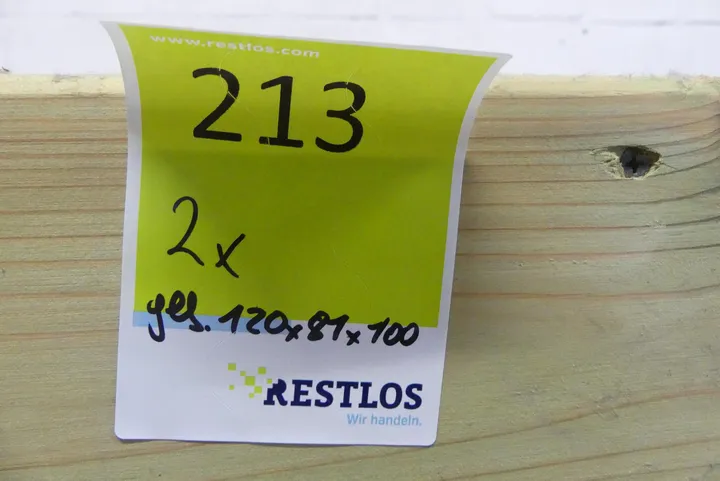 www.restlos.com
213
2x
ges. 120x81x100
RESTLOS
Wir handeln.